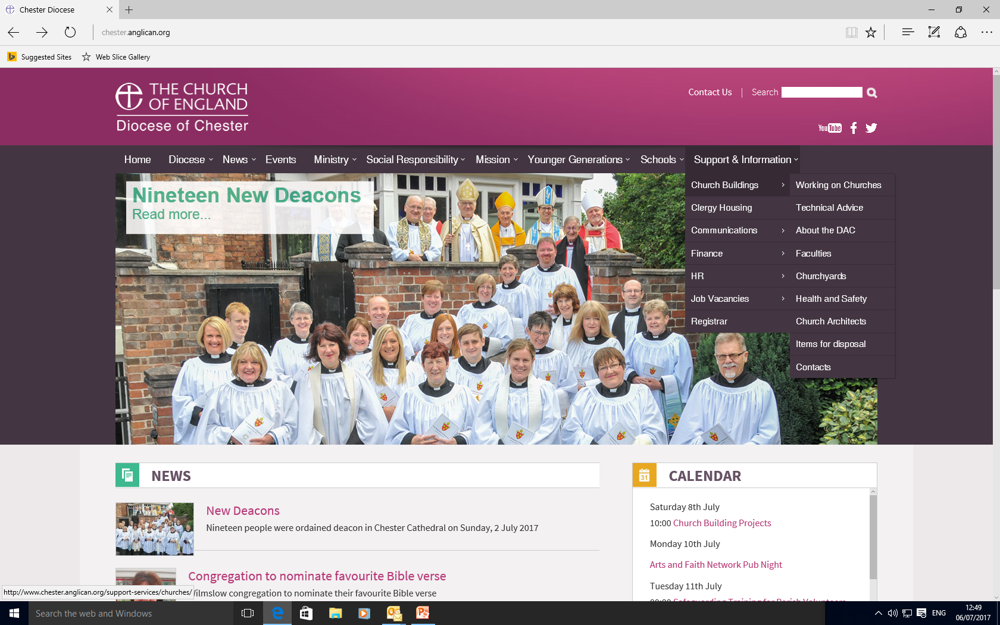 Chester Diocese
chester.anglican.org
Suggested Sites
Web Slice Gallery
THE CHURCH
OF ENGLAND
Diocese of Chester
Contact Us | Search
You Tube
Home Diocese News Events Ministry Social Responsibility Mission Younger Generations Schools Support & Information
Nineteen New Deacons
Read more...
Church Buildings
Clergy Housing
Communications
Finance
HR
Job Vacancies
Registrar
Working on Churches
Technical Advice
About the DAC
Faculties
Churchyards
Health and Safety
Church Architects
Items for disposal
Contacts
NEWS
New Deacons
Nineteen people were ordained deacon in Chester Cathedral on Sunday, 2 July 2017
Congregation to nominate favourite Bible verse
ilmslow congregation to nominate their favourite Bible verse
31
CALENDAR
Saturday 8th July
10:00 Church Building Projects
Monday 10th July
Arts and Faith Network Pub Night
Tuesday 11th July
Safeguarding Training for Parish
http://www.chester.anglican.org/support-services/churches/
Search the web and Windows
ENG
12:49
06/07/2017